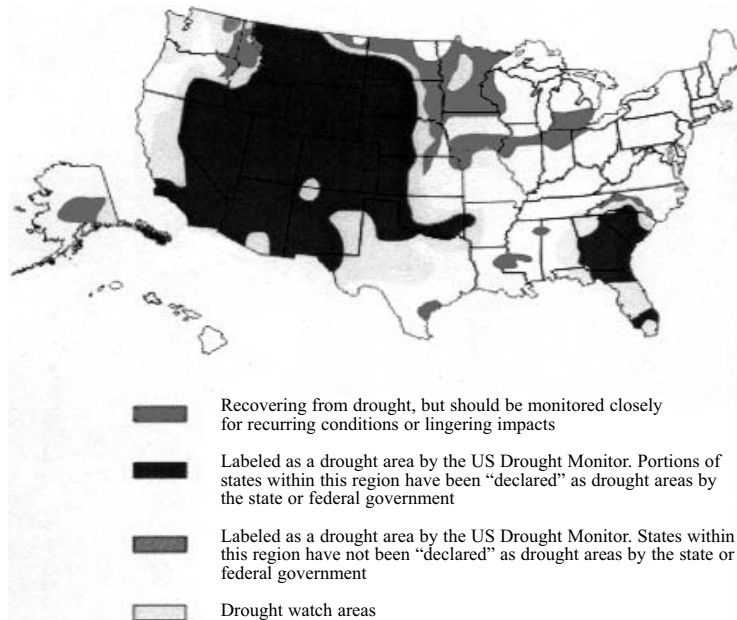 Recovering from drought, but should be monitored closely
for recurring conditions or lingering impacts
Labeled as a drought area by the US Drought Monitor. Portions of
states within this region have been “declared” as drought areas by
the state or federal government
Labeled as a drought area by the US Drought Monitor. States within
this region have not been “declared” as drought areas by the state or
federal government
Drought watch areas